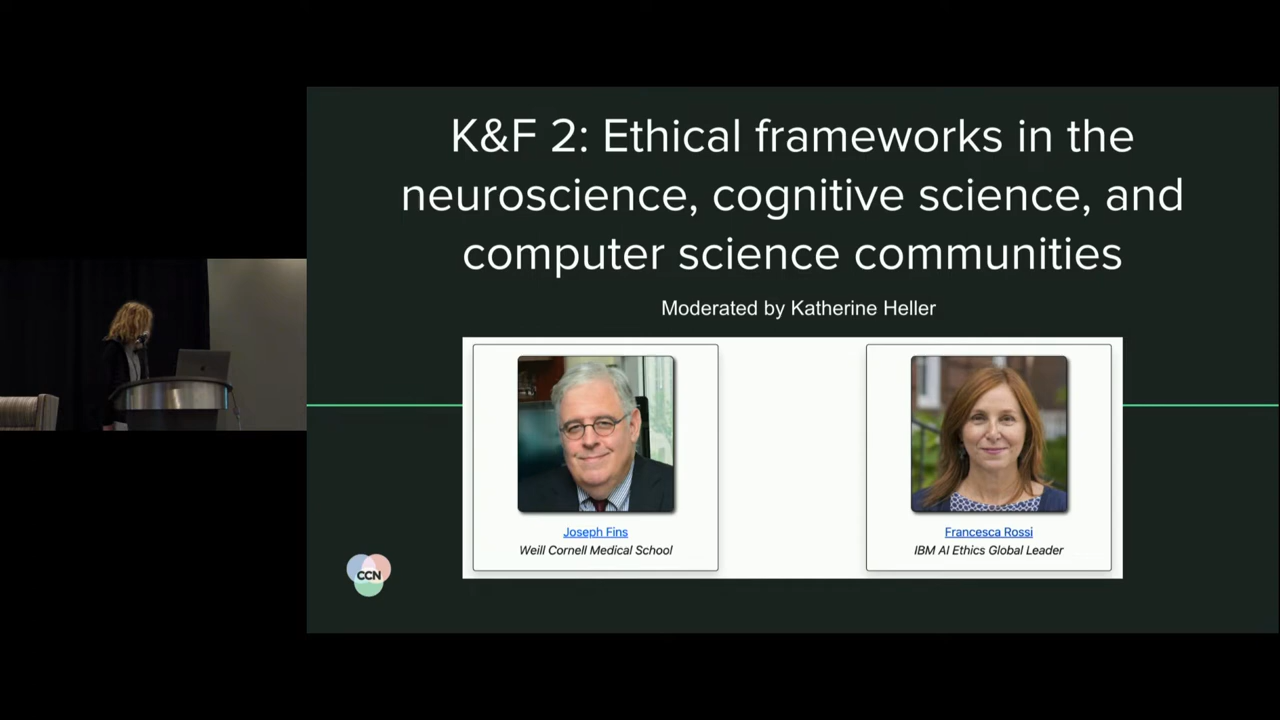 K&F 2: Ethical frameworks in the
neuroscience, cognitive science, and
computer science communities
Moderated by Katherine Heller
Joseph Fins
Weill Cornell Medical School
Francesca Rossi
IBM AI Ethics Global Leader
CCN